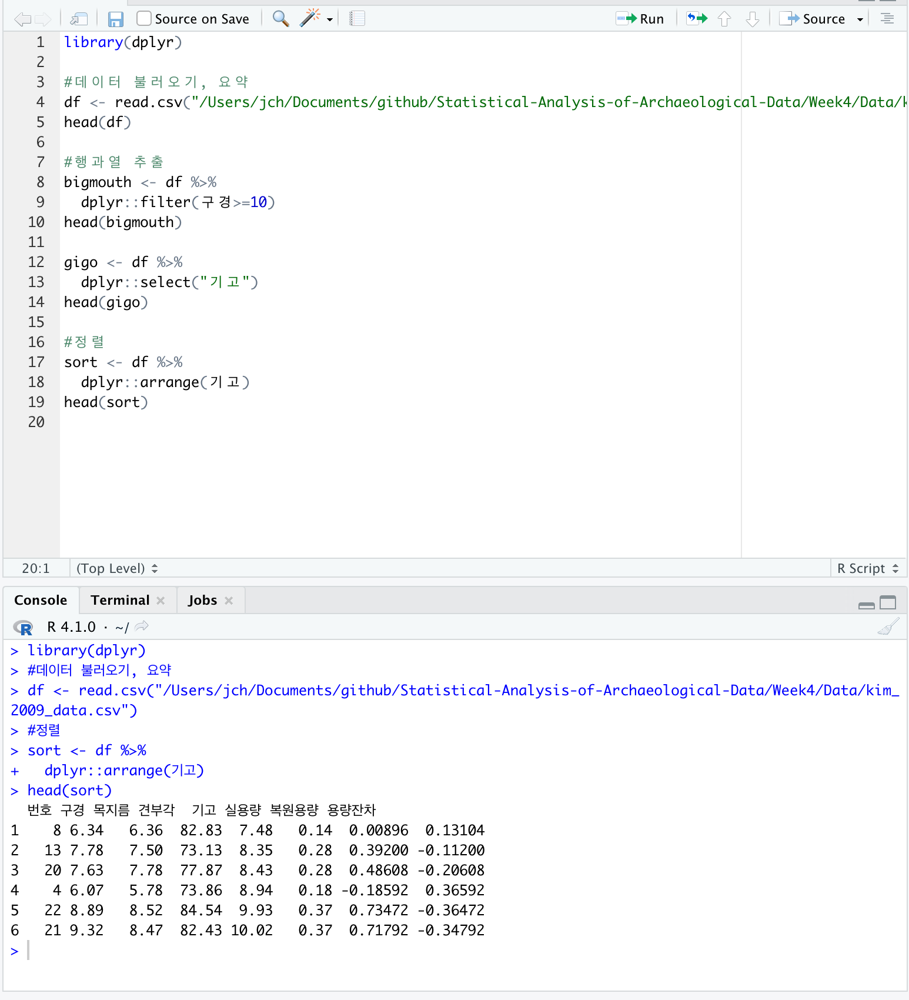 Source on Save Run Source
1 library(dplyr)
2
3 #데이터 불러오기, 요약
4 df <- read.csv("/Users/jch/Documents/github/Statistical-Analysis-of-Archaeological-Data/Week4/Data/k
5 head(df)
6
7 #행과열 추출
8 bigmouth <- df %>%
9   dplyr::filter(구경>=10)
10 head(bigmouth)
11
12 gigo <- df %>%
13   dplyr::select("기고")
14 head(gigo)
15
16 #정렬
17 sort <- df %>%
18   dplyr::arrange(기고)
19 head(sort)
20
20:1 (Top Level) R Script
Console Terminal Jobs
R 4.1.0 · ~/
> library(dplyr)
> #데이터 불러오기, 요약
> df <- read.csv("/Users/jch/Documents/github/Statistical-Analysis-of-Archaeological-Data/Week4/Data/kim_
2009_data.csv")
> #정렬
> sort <- df %>%
+   dplyr::arrange(기고)
> head(sort)
  번호 구경 목지름 견부각  기고 실용량 복원용량 용량잔차
1    8 6.34   6.36  82.83  7.48   0.14  0.00896  0.13104
2   13 7.78   7.50  73.13  8.35   0.28  0.39200 -0.11200
3   20 7.63   7.78  77.87  8.43   0.28  0.48608 -0.20608
4    4 6.07   5.78  73.86  8.94   0.18 -0.18592  0.36592
5   22 8.89   8.52  84.54  9.93   0.37  0.73472 -0.36472
6   21 9.32   8.47  82.43 10.02   0.37  0.71792 -0.34792
>